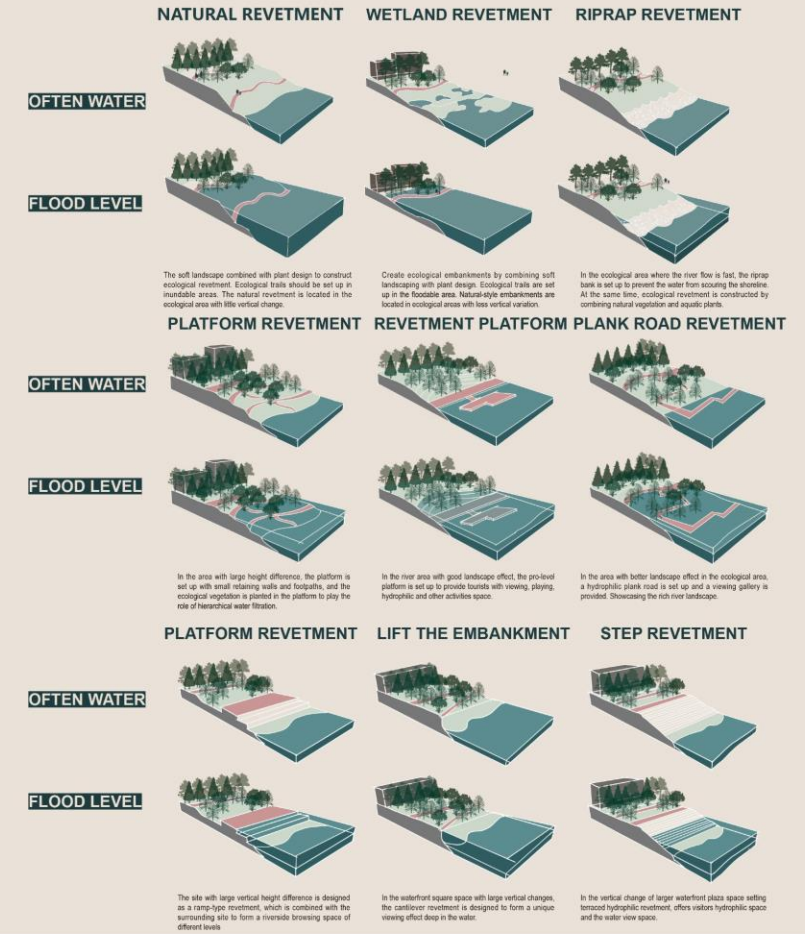 NATURAL REVETMENT
WETLAND REVETMENT
RIPRAP REVETMENT
OFTEN WATER
FLOOD LEVEL
The soft landscape combined with plant design to construct
ecological revetment. Ecological trails should be set up in
inundable areas. The natural revetment is located in the
ecological area with little vertical change.
Create ecological embankments by combining soft
landscaping with plant design. Ecological trails are set
up in the floodable area. Natural-style embankments are
located in ecological areas with less vertical variation.
In the ecological area where the river flow is fast, the riprap
bank is set up to prevent the water from scouring the shoreline.
At the same time, ecological revetment is constructed by
combining natural vegetation and aquatic plants.
PLATFORM REVETMENT
REVETMENT PLATFORM
PLANK ROAD REVETMENT
OFTEN WATER
FLOOD LEVEL
In the area with large height difference, the platform is
set up with small retaining walls and footpaths, and the
ecological vegetation is planted in the platform to play the
role of hierarchical water filtration.
In the river area with good landscape effect, the pro-level
platform is set up to provide tourists with viewing, playing,
hydrophilic and other activities space.
In the area with better landscape effect in the ecological area,
a hydrophilic plank road is set up and a viewing gallery is
provided. Showcasing the rich river landscape.
PLATFORM REVETMENT
LIFT THE EMBANKMENT
STEP REVETMENT
OFTEN WATER
FLOOD LEVEL
The site with large vertical height difference is designed
as a ramp-type revetment, which is combined with the
surrounding site to form a riverside browsing space of
different levels
In the waterfront square space with large vertical changes,
the cantilever revetment is designed to form a unique
viewing effect deep in the water.
In the vertical change of larger waterfront plaza space setting
terraced hydrophilic revetment, offers visitors hydrophilic space
and the water view space.